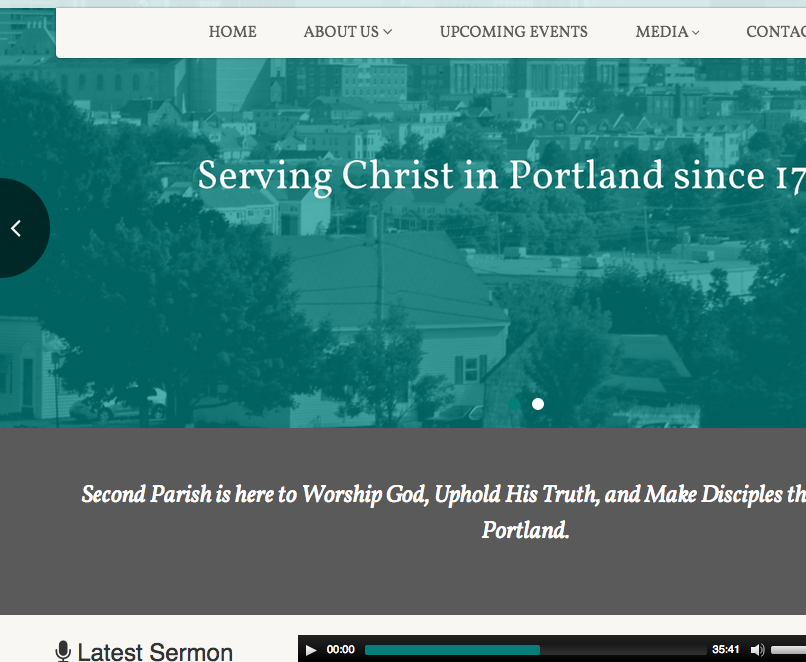 HOME ABOUT US UPCOMING EVENTS MEDIA CONTAC
Serving Christ in Portland since 17
Second Parish is here to Worship God, Uphold His Truth, and Make Disciples th
Portland.
Latest Sermon 00:00 35:41